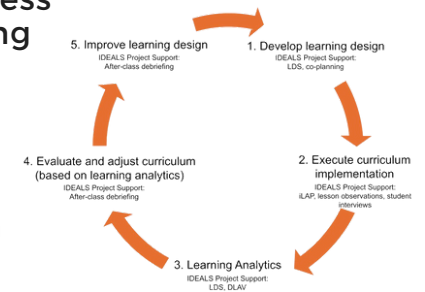 ess
ng
5. Improve learning design
IDEALS Project Support:
After-class debriefing
1. Develop learning design
IDEALS Project Support:
LDS, co-planning
2. Execute curriculum
implementation
IDEALS Project Support:
iLAP, lesson observations, student
interviews
3. Learning Analytics
IDEALS Project Support:
LDS, DLAV
4. Evaluate and adjust curriculum
(based on learning analytics)
IDEALS Project Support:
After-class debriefing